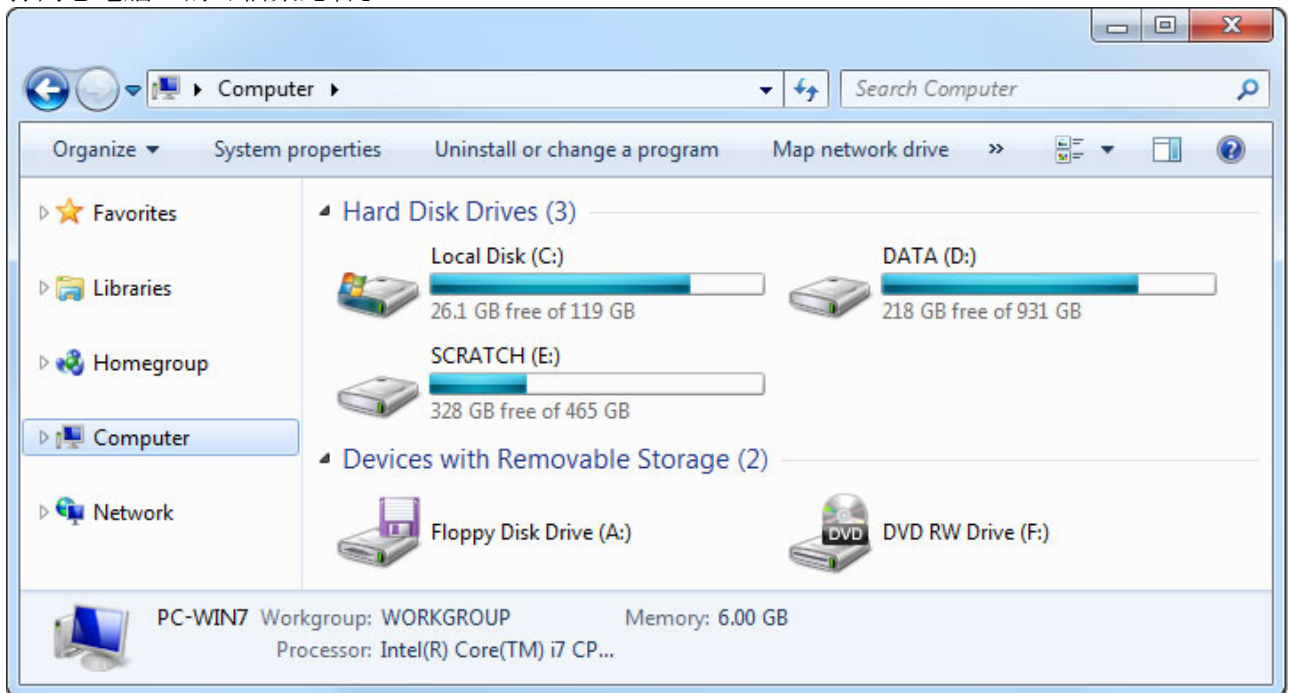 Computer
Search Computer
Organize System properties Uninstall or change a program Map network drive »
Favorites
Libraries
Homegroup
Computer
Network
Hard Disk Drives (3)
Local Disk (C:)
26.1 GB free of 119 GB
DATA (D:)
218 GB free of 931 GB
SCRATCH (E:)
328 GB free of 465 GB
Devices with Removable Storage (2)
Floppy Disk Drive (A:)
DVD
DVD RW Drive (F:)
PC-WIN7 Workgroup: WORKGROUP Memory: 6.00 GB
Processor: Intel(R) Core(TM) i7 CP...